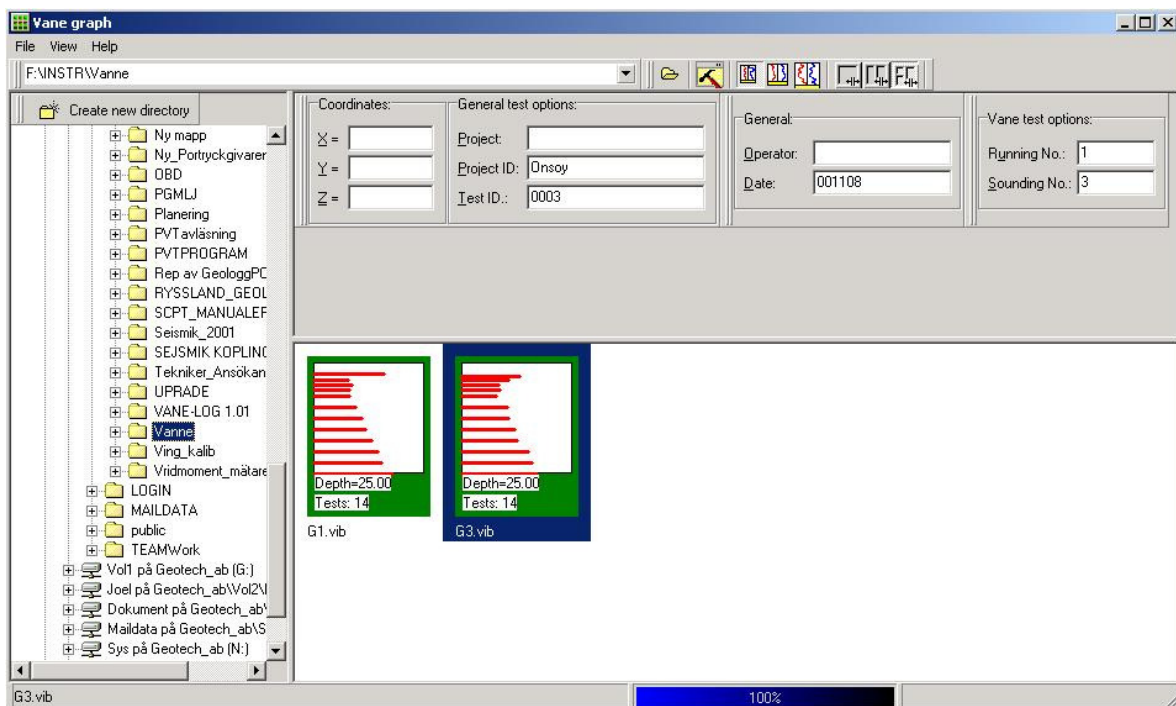 Vane graph
File View Help
F:\INSTR\Vanne
Create new directory
Ny mapp
Ny_Portryckgivarer
OBD
PGMLJ
Planering
PVTavläsning
PVTPROGRAM
Rep av GeologgPC
RYSSLAND_GEOL
SCPT_MANUALER
Seismik_2001
SEJSMIK KOPLING
Tekniker_Ansökan
UPRADE
VANE-LOG 1.01
Vanne
Ving_kalib
Vridmoment_mätare
LOGIN
MAILDATA
public
TEAMWork
Vol1 på Geotech_ab (G:)
Joel på Geotech_ab\Vol2\
Dokument på Geotech_ab\
Maildata på Geotech_ab\S
Sys på Geotech_ab (N:)
Coordinates:
X =
Y =
Z =
General test options:
Project:
Project ID: Onsoy
Test ID.: 0003
General:
Operator:
Date: 001108
Vane test options:
Running No.: 1
Sounding No.: 3
Depth=25.00
Tests: 14
G1.vib
Depth=25.00
Tests: 14
G3.vib
G3.vib
100%